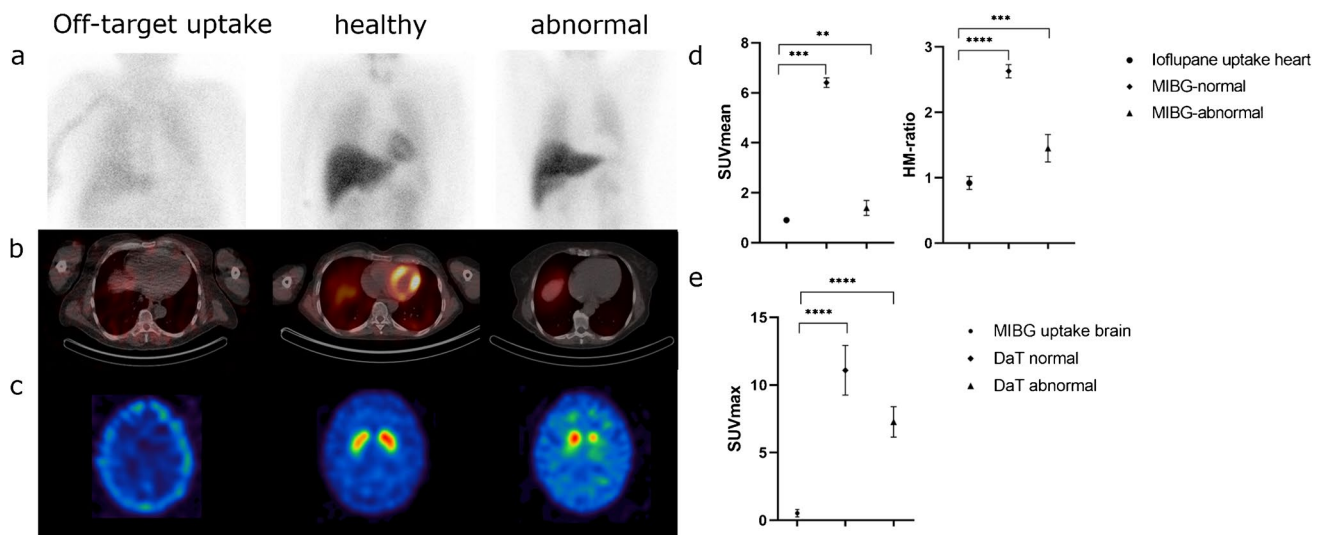 Off-target uptake healthy abnormal
a
b
c
d
8
6
4
2
0
SUVmean
***
**
3
2
1
0
HM-ratio
****
***
Ioflupane uptake heart
MIBG-normal
MIBG-abnormal
e
15
10
5
0
SUVmax
****
****
MIBG uptake brain
DaT normal
DaT abnormal